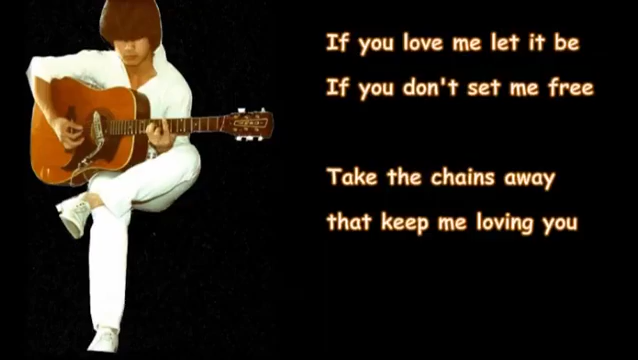 If you love me let it be
If you don't set me free
Take the chains away
that keep me loving you